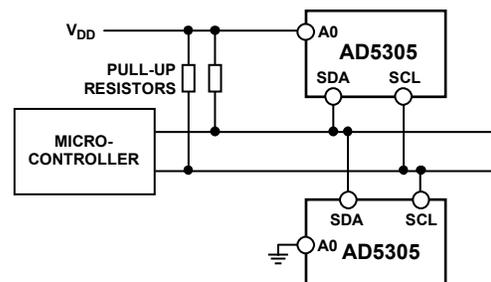 VDD
A0
AD5305
SDA SCL
PULL-UP
RESISTORS
MICRO-
CONTROLLER
SDA SCL
A0
AD5305